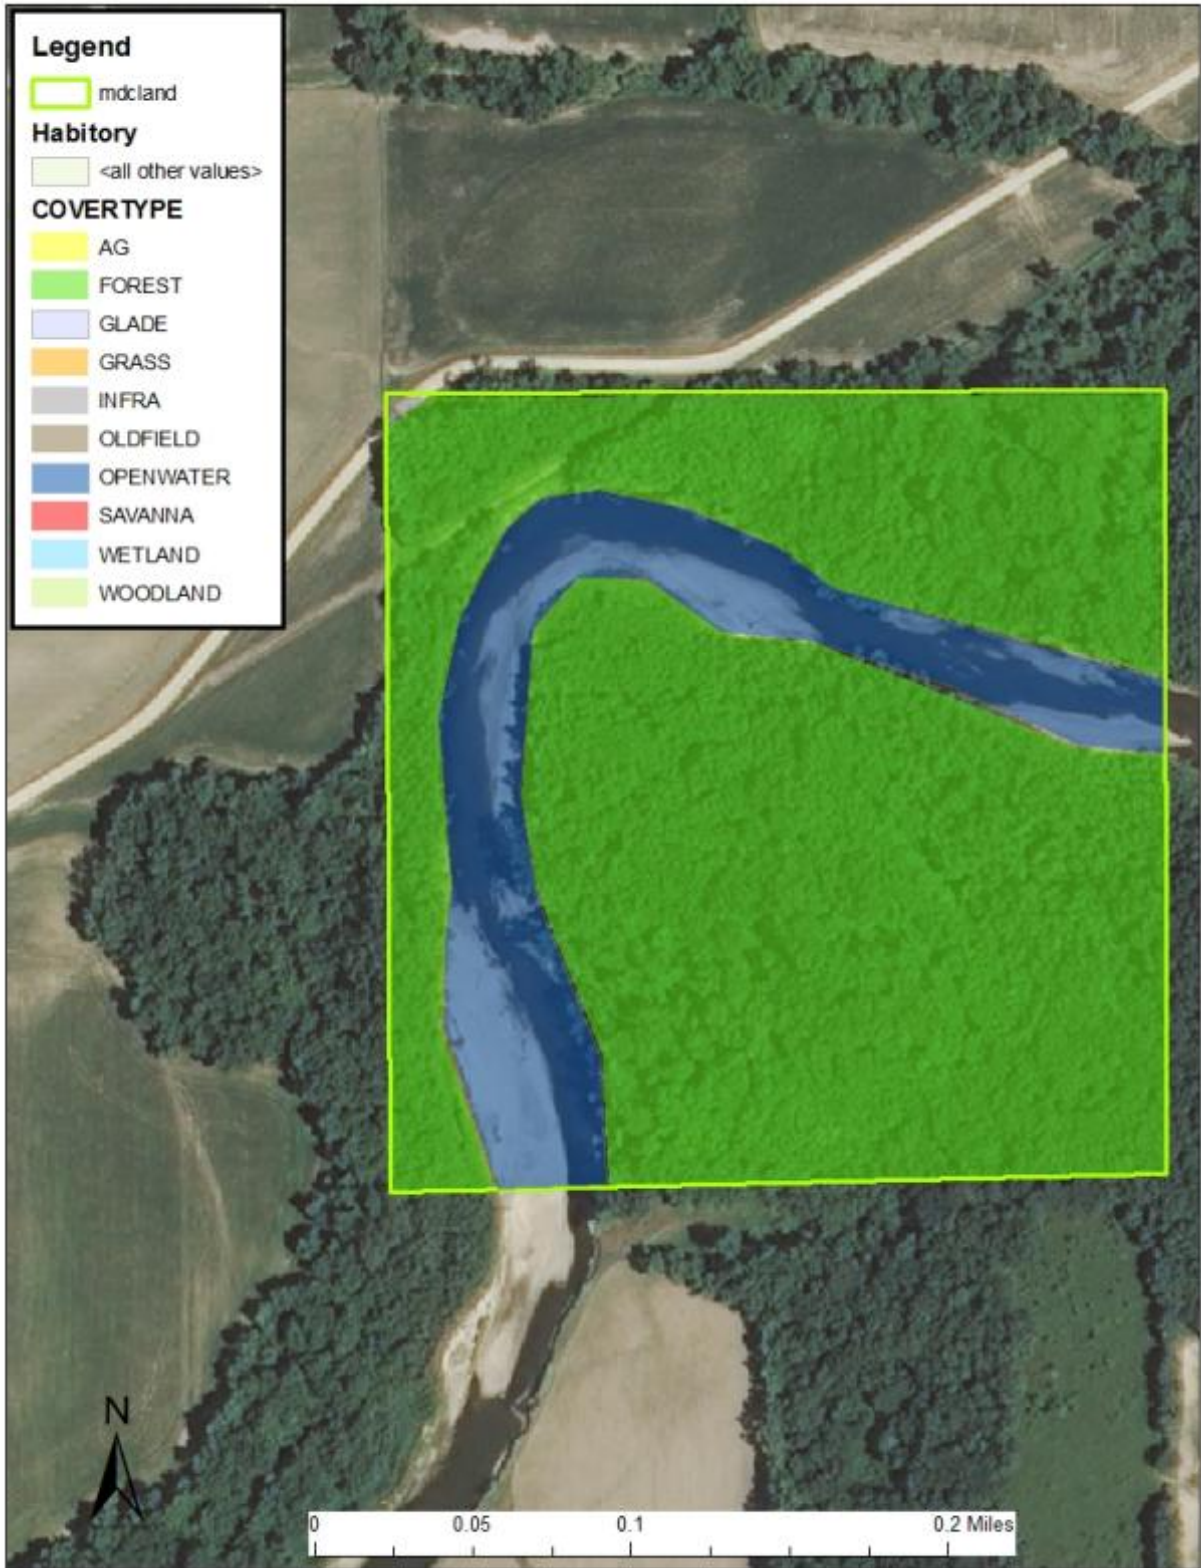 Legend
mdcland
Habitory
<all other values>
COVERTYPE
AG
FOREST
GLADE
GRASS
INFRA
OLDFIELD
OPENWATER
SAVANNA
WETLAND
WOODLAND
N
0 0.05 0.1 0.2 Miles